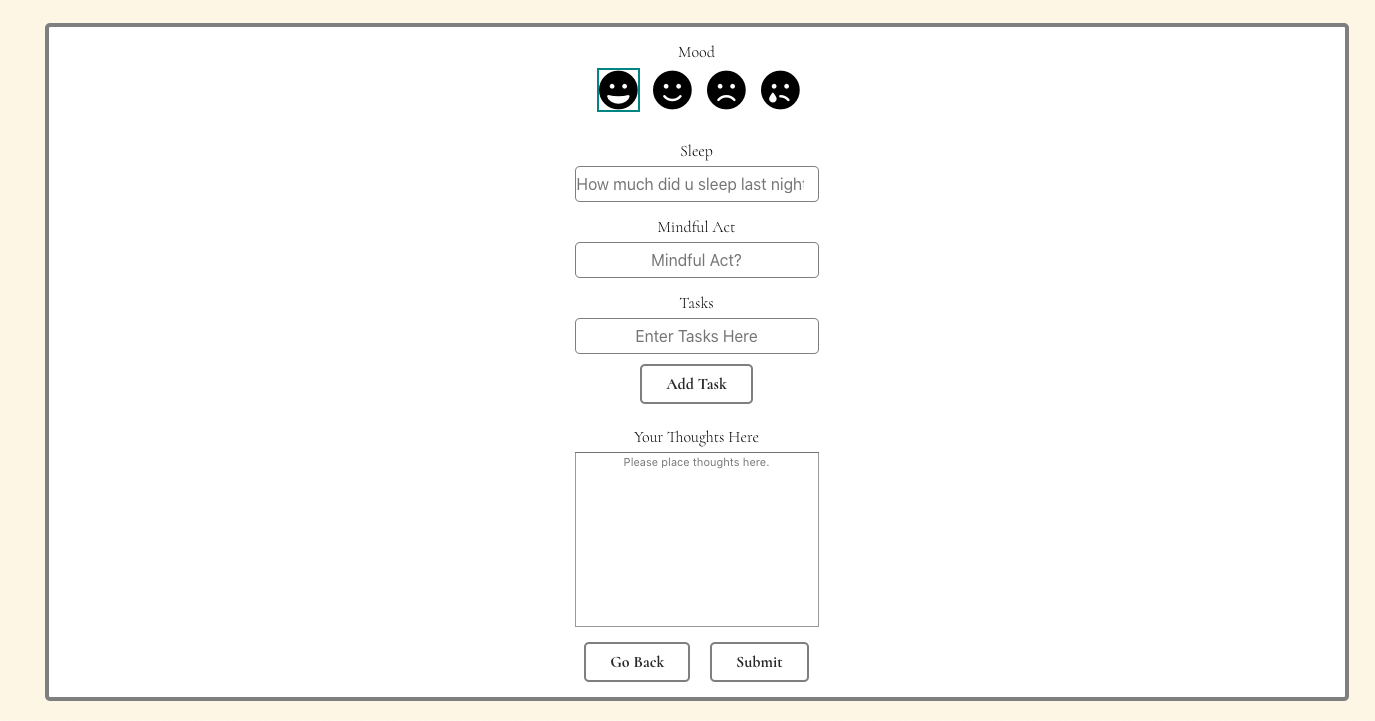 Mood
Sleep
How much did u sleep last night
Mindful Act
Mindful Act?
Tasks
Enter Tasks Here
Add Task
Your Thoughts Here
Please place thoughts here.
Go Back Submit